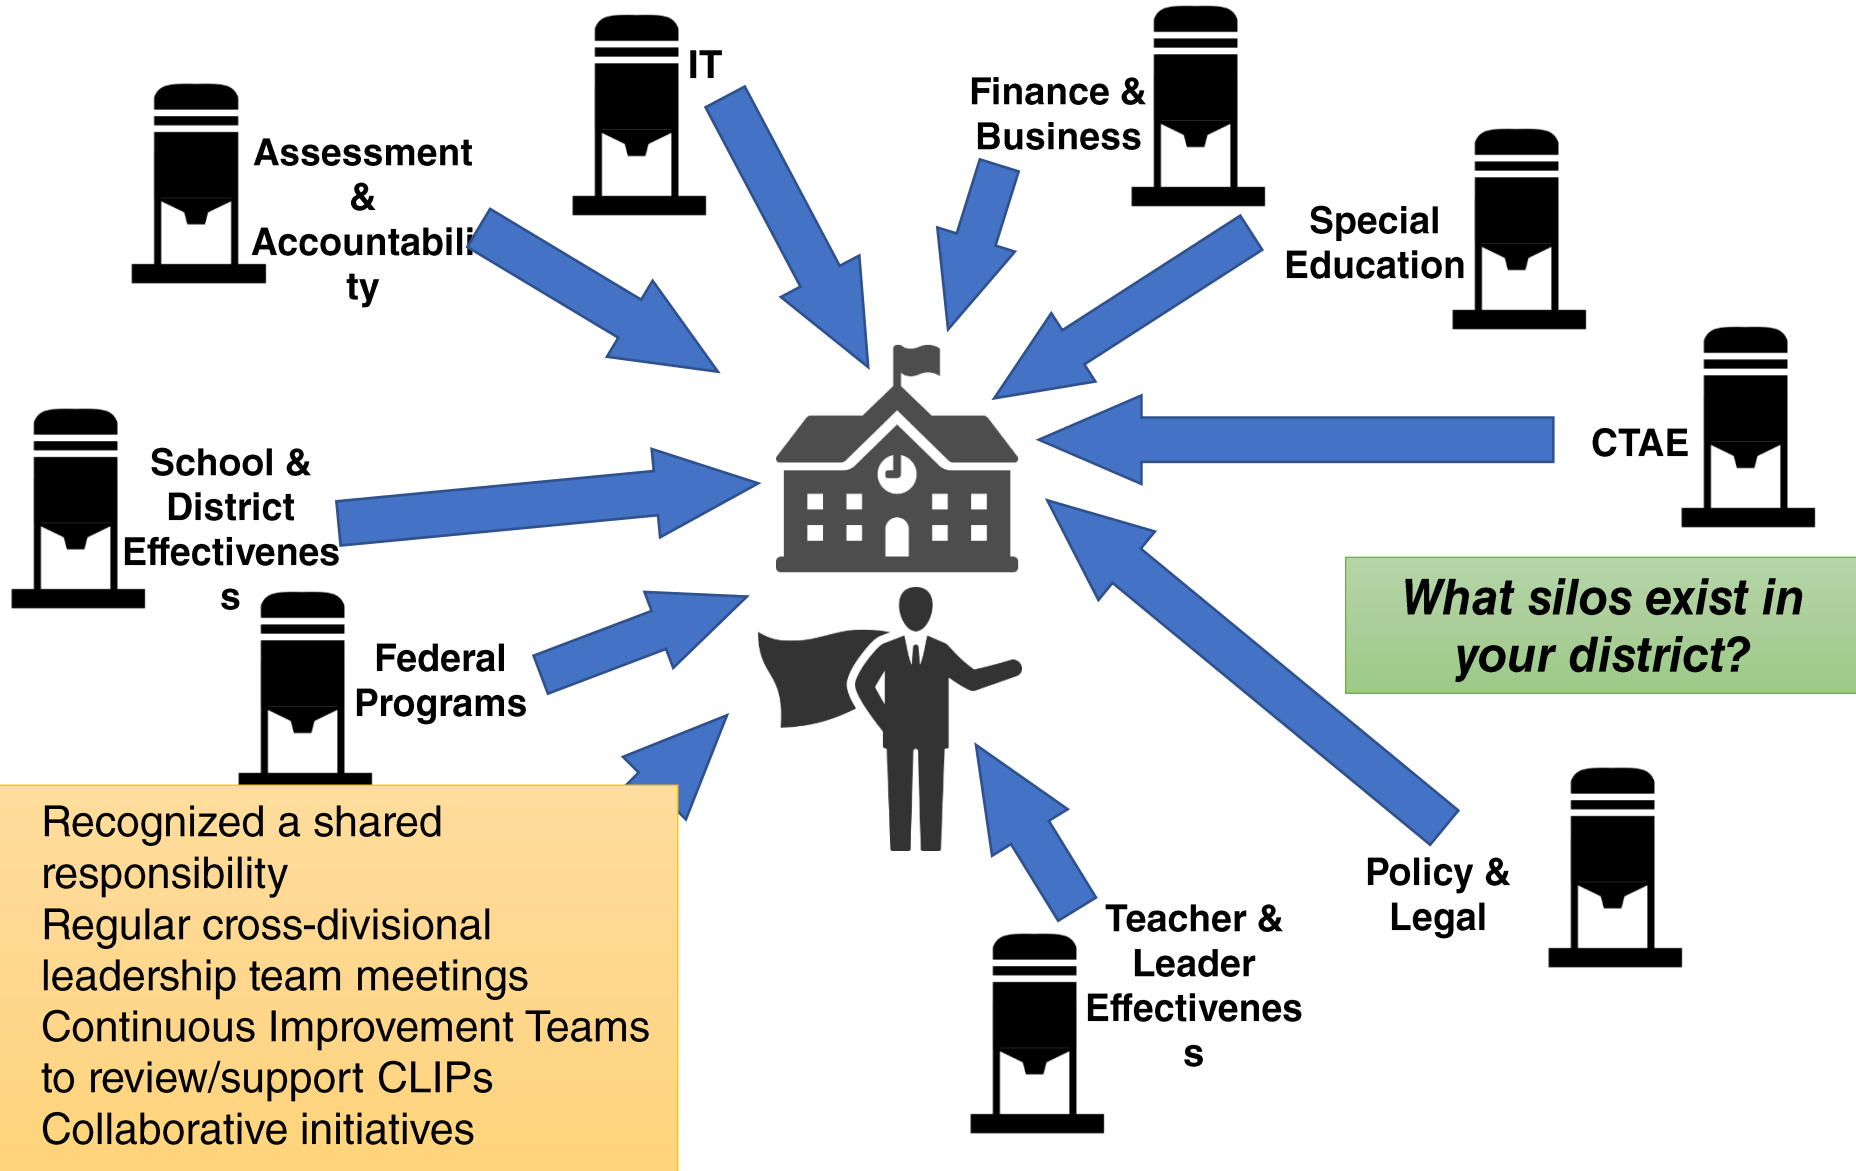 IT
Finance &
Business
Assessment
&
Accountabili
ty
Special
Education
CTAE
School &
District
Effectivenes
s
What silos exist in
your district?
Federal
Programs
Recognized a shared
responsibility
Regular cross-divisional
leadership team meetings
Continuous Improvement Teams
to review/support CLIPs
Collaborative initiatives
Policy &
Legal
Teacher &
Leader
Effectivenes
s